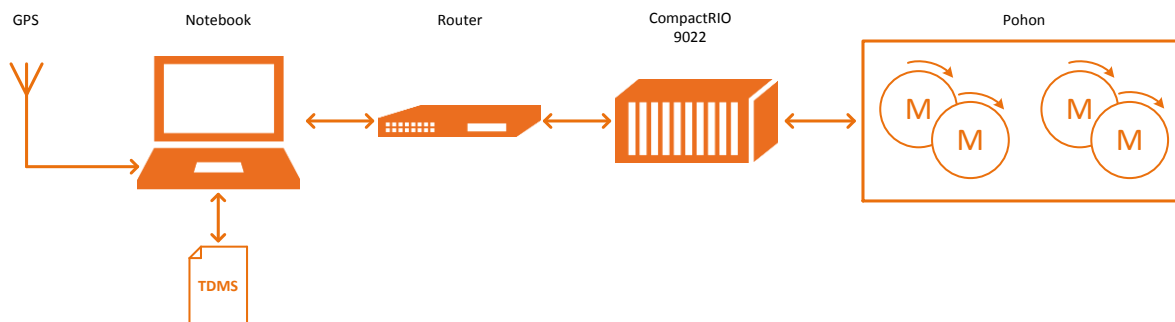 GPS
Notebook
Router
CompactRIO
9022
Pohon
M
M
M
M
TDMS